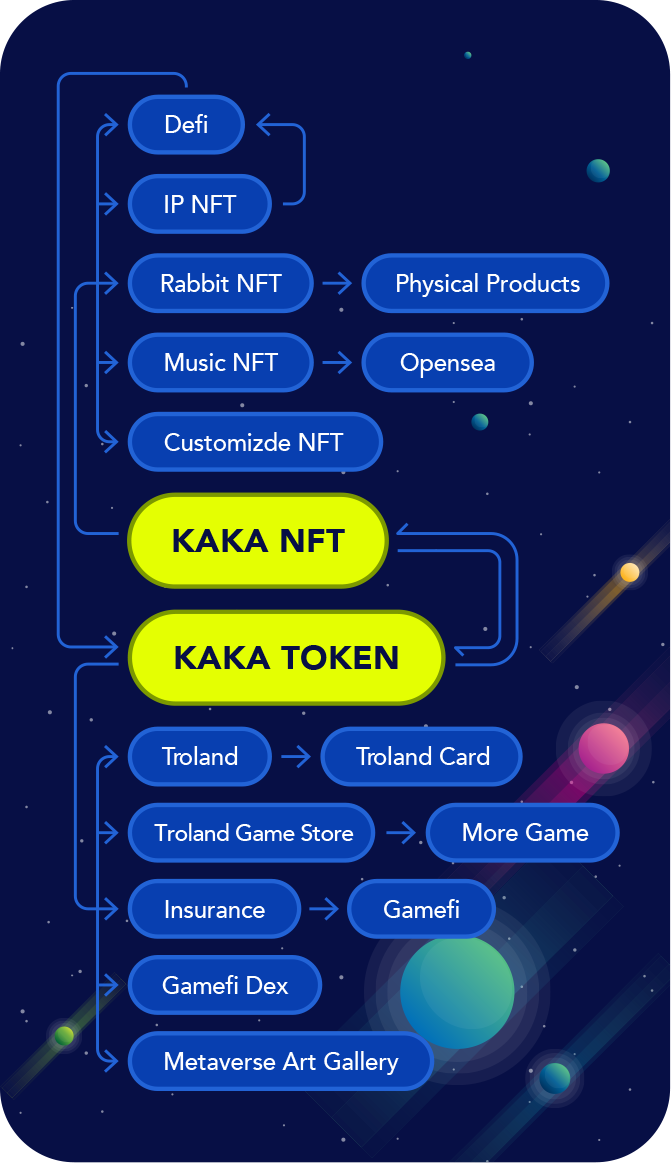 Defi
IP NFT
Rabbit NFT
Physical Products
Music NFT
Opensea
Customizde NFT
KAKA NFT
KAKA TOKEN
Troland
Troland Card
Troland Game Store
More Game
Insurance
Gamefi
Gamefi Dex
Metaverse Art Gallery